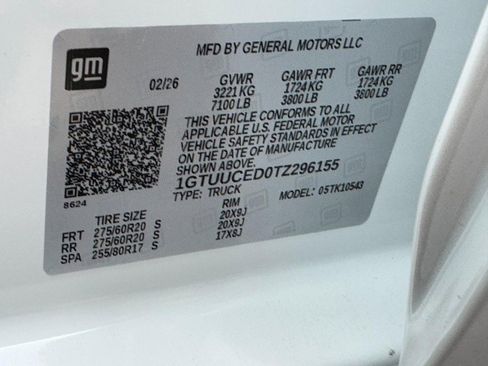 gm
MFD BY GENERAL MOTORS LLC
02/26 GVWR GAWR FRT GAWR RR
3221 KG 1724 KG 1724 KG
7100 LB 3800 LB 3800 LB
THIS VEHICLE CONFORMS TO ALL
APPLICABLE U.S. FEDERAL MOTOR
VEHICLE SAFETY STANDARDS IN EFFECT
ON THE DATE OF MANUFACTURE
SHOWN ABOVE.
8624
1GTUUCED0TZ296155
TYPE: TRUCK MODEL: 05TK10543
TIRE SIZE RIM
FRT 275/60R20 S 20X9J
RR 275/60R20 S 20X9J
SPA 255/80R17 S 17X8J